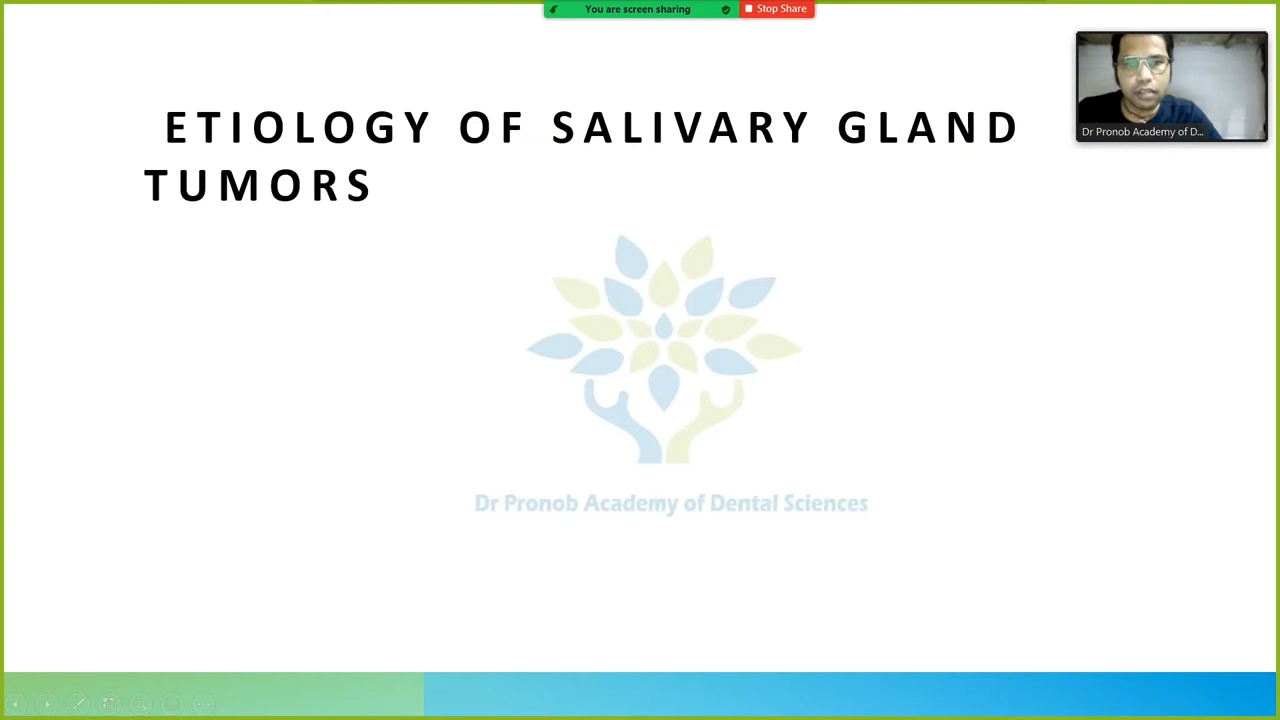 You are screen sharing Stop Share
ETIOLOGY OF SALIVARY GLAND
TUMORS
Dr Pronob Academy of D...
Dr Pronob Academy of Dental Sciences